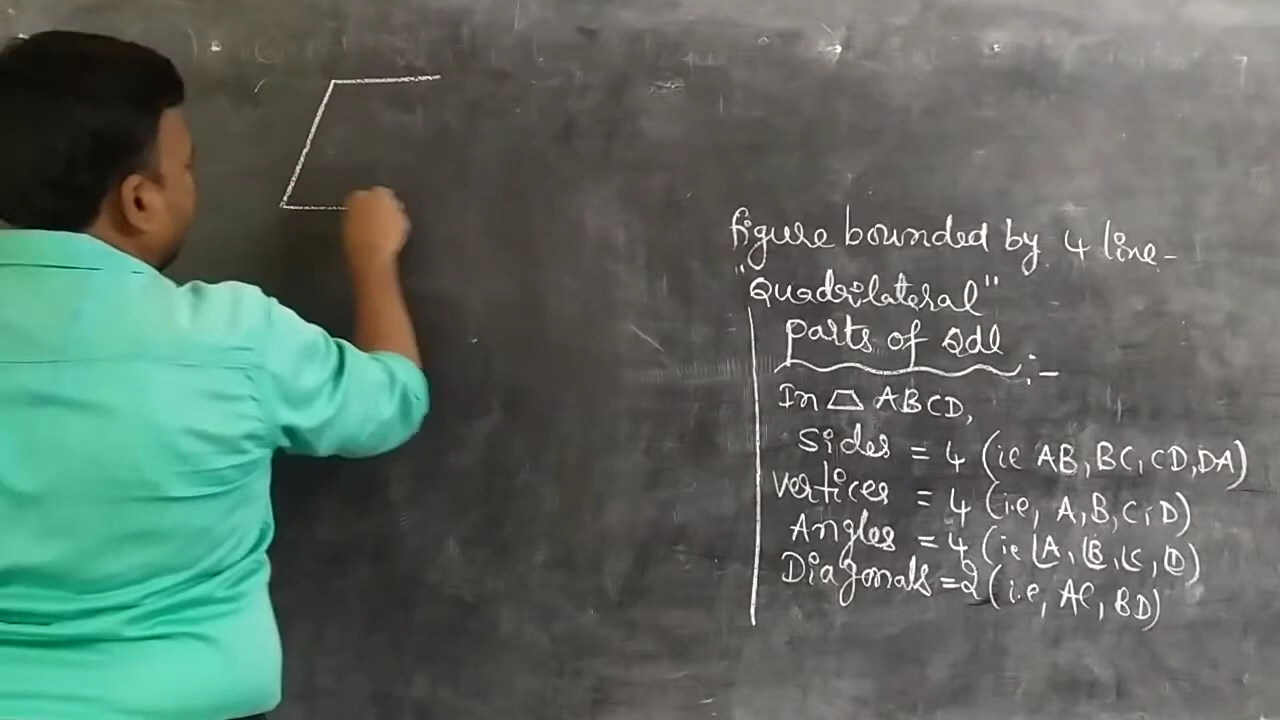 figure bounded by 4 line-
"Quadrilateral"
parts of Qdl :-
In ⏢ ABCD,
Sides = 4 (ie AB, BC, CD, DA)
vertices = 4 (i.e, A, B, C, D)
Angles = 4 (ie ∠A, ∠B, ∠C, ∠D)
Diagonals = 2 (i.e, AC, BD)